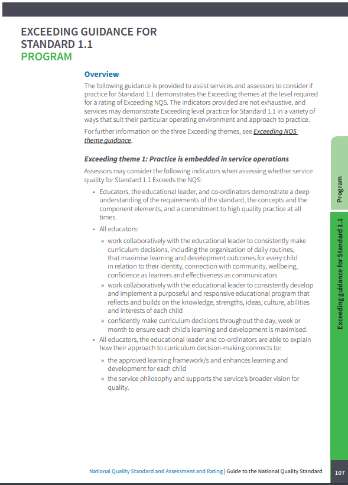 EXCEEDING GUIDANCE FOR
STANDARD 1.1
PROGRAM
Overview
The following guidance is provided to assist services and assessors to consider if
practice for Standard 1.1 demonstrates the Exceeding themes at the level required
for a rating of Exceeding NQS. The indicators provided are not exhaustive, and
services may demonstrate Exceeding level practice for Standard 1.1 in a variety of
ways that suit their particular operating environment and approach to practice.
For further information on the three Exceeding themes, see Exceeding NQS
theme guidance.
Exceeding theme 1: Practice is embedded in service operations
Assessors may consider the following indicators when assessing whether service
quality for Standard 1.1 Exceeds the NQS:
• Educators, the educational leader, and co-ordinators demonstrate a deep
understanding of the requirements of the standard, the concepts and the
component elements, and a commitment to high quality practice at all
times.
• All educators:
» work collaboratively with the educational leader to consistently make
curriculum decisions, including the organisation of daily routines,
that maximise learning and development outcomes for every child
in relation to their identity, connection with community, wellbeing,
confidence as learners and effectiveness as communicators
» work collaboratively with the educational leader to consistently develop
and implement a purposeful and responsive educational program that
reflects and builds on the knowledge, strengths, ideas, culture, abilities
and interests of each child
» confidently make curriculum decisions throughout the day, week or
month to ensure each child's learning and development is maximised.
• All educators, the educational leader and co-ordinators are able to explain
how their approach to curriculum decision-making connects to:
» the approved learning framework/s and enhances learning and
development for each child
» the service philosophy and supports the service's broader vision for
quality.
Program
Exceeding guidance for Standard 1.1
National Quality Standard and Assessment and Rating | Guide to the National Quality Standard
107